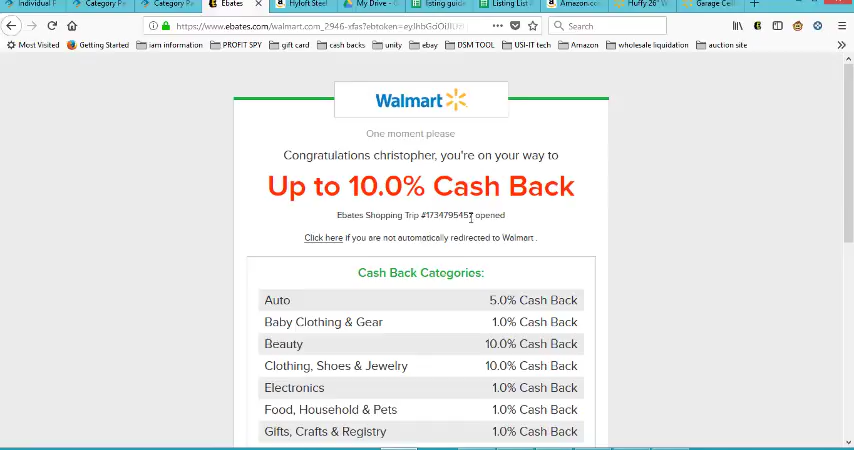 Individual P
Category Pa
Category Pa
Ebates
Hyloft Steel
My Drive - G
listing guide
Listing List #
Amazon.co
Huffy 26" W
Garage Ceili
https://www.ebates.com/walmart.com_2946-xfas?ebtoken=
Search
Most Visited
Getting Started
iam information
PROFIT SPY
gift card
cash backs
unity
ebay
DSM TOOL
USI-IT tech
Amazon
wholesale liquidation
auction site
Walmart
One moment please
Congratulations christopher, you're on your way to
Up to 10.0% Cash Back
Ebates Shopping Trip #1734795457 opened
Click here if you are not automatically redirected to Walmart .
Cash Back Categories:
Auto 5.0% Cash Back
Baby Clothing & Gear 1.0% Cash Back
Beauty 10.0% Cash Back
Clothing, Shoes & Jewelry 10.0% Cash Back
Electronics 1.0% Cash Back
Food, Household & Pets 1.0% Cash Back
Gifts, Crafts & Registry 1.0% Cash Back